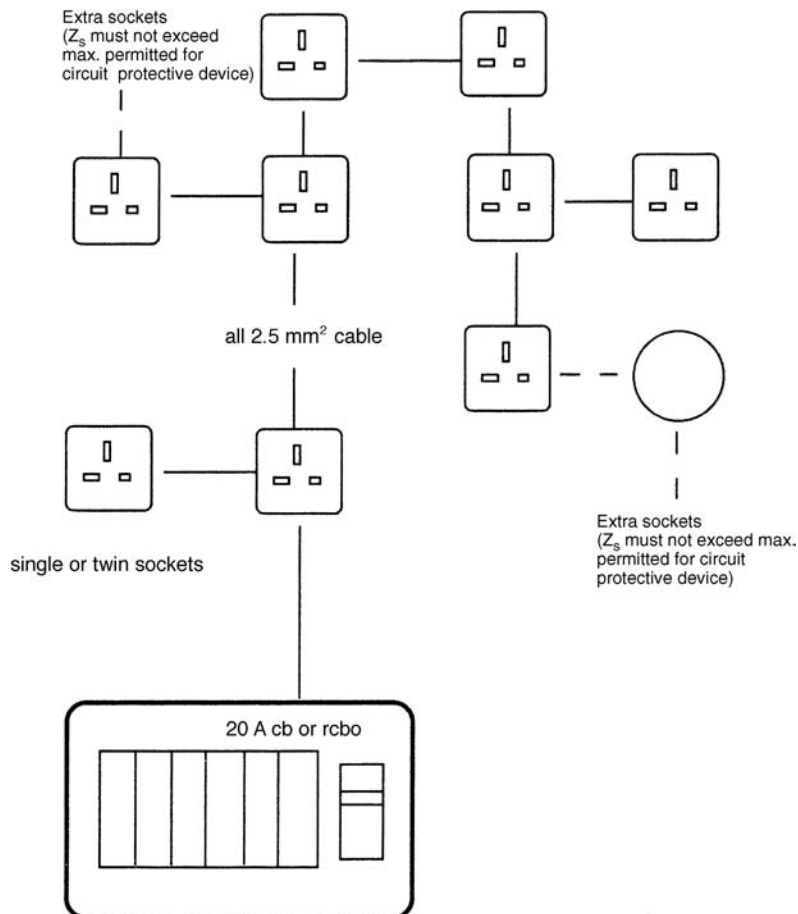 Extra sockets
(Zₛ must not exceed
max. permitted for
circuit protective device)
all 2.5 mm² cable
single or twin sockets
Extra sockets
(Zₛ must not exceed max.
permitted for circuit
protective device)
20 A cb or rcbo